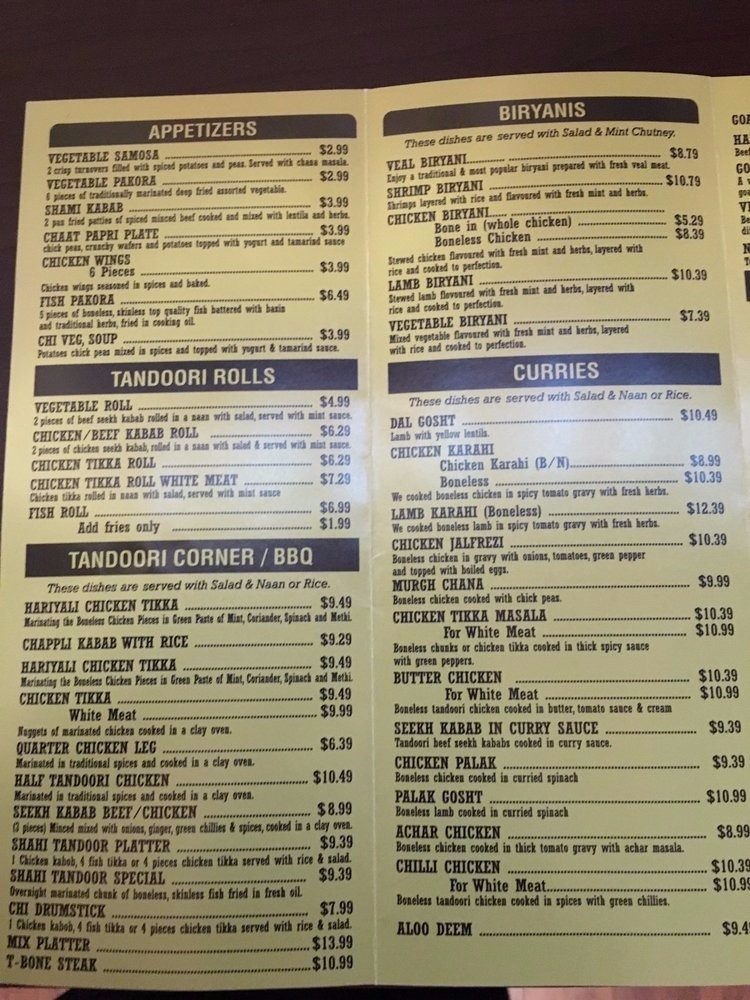 APPETIZERS
VEGETABLE SAMOSA $2.99
2 crisp turnovers filled with spiced potatoes and peas. Served with chana masala.
VEGETABLE PAKORA $2.99
6 pieces of traditionally marinated deep fried assorted vegetable.
SHAMI KABAB $3.99
2 pan fried patties of spiced minced beef cooked and mixed with lentils and herbs.
CHAAT PAPRI PLATE $3.99
chick peas, crunchy wafers and potatoes topped with yogurt and tamarind sauce
CHICKEN WINGS
6 Pieces $3.99
Chicken wings seasoned in spices and baked.
FISH PAKORA $6.49
5 pieces of boneless, skinless top quality fish battered with basin
and traditional herbs, fried in cooking oil.
CHI VEG, SOUP $3.99
Potatoes chick peas mixed in spices and topped with yogurt & tamarind sauce.
TANDOORI ROLLS
VEGETABLE ROLL $4.99
2 pieces of beef seekh kabab rolled in a naan with salad, served with mint sauce.
CHICKEN/BEEF KABAB ROLL $6.29
2 pieces of chicken seekh kabab, rolled in a naan with salad & served with mint sauce.
CHICKEN TIKKA ROLL $6.29
CHICKEN TIKKA ROLL WHITE MEAT $7.29
Chicken tikka rolled in naan with salad, served with mint sauce
FISH ROLL $6.99
Add fries only $1.99
TANDOORI CORNER / BBQ
These dishes are served with Salad & Naan or Rice.
HARIYALI CHICKEN TIKKA $9.49
Marinating the Boneless Chicken Pieces in Green Paste of Mint, Coriander, Spinach and Methi.
CHAPPLI KABAB WITH RICE $9.29
HARIYALI CHICKEN TIKKA $9.49
Marinating the Boneless Chicken Pieces in Green Paste of Mint, Coriander, Spinach and Methi.
CHICKEN TIKKA $9.49
White Meat $9.99
Nuggets of marinated chicken cooked in a clay oven.
QUARTER CHICKEN LEG $6.39
Marinated in traditional spices and cooked in a clay oven.
HALF TANDOORI CHICKEN $10.49
Marinated in traditional spices and cooked in a clay oven.
SEEKH KABAB BEEF/CHICKEN $8.99
(3 pieces) Minced mixed with onions, ginger, green chillies & spices, cooked in a clay oven.
SHAHI TANDOOR PLATTER $9.39
1 Chicken kabob, 4 fish tikka or 4 pieces chicken tikka served with rice & salad.
SHAHI TANDOOR SPECIAL $9.39
Overnight marinated chunk of boneless, skinless fish fried in fresh oil.
CHI DRUMSTICK $7.99
1 Chicken kabob, 4 fish tikka or 4 pieces chicken tikka served with rice & salad.
MIX PLATTER $13.99
T-BONE STEAK $10.99
BIRYANIS
These dishes are served with Salad & Mint Chutney.
VEAL BIRYANI $8.79
Enjoy a traditional & most popular biryani prepared with fresh veal meat.
SHRIMP BIRYANI $10.79
Shrimps layered with rice and flavoured with fresh mint and herbs.
CHICKEN BIRYANI
Bone in (whole chicken) $5.29
Boneless Chicken $8.39
Stewed chicken flavoured with fresh mint and herbs, layered with
rice and cooked to perfection.
LAMB BIRYANI $10.39
Stewed lamb flovoured with fresh mint and herbs, layered with
rice and cooked to perfection.
VEGETABLE BIRYANI $7.39
Mixed vegetable flavoured with fresh mint and herbs, layered
with rice and cooked to perfection.
CURRIES
These dishes are served with Salad & Naan or Rice.
DAL GOSHT $10.49
Lamb with yellow lentils.
CHICKEN KARAHI
Chicken Karahi (B/N) $8.99
Boneless $10.39
We cooked boneless chicken in spicy tomato gravy with fresh herbs.
LAMB KARAHI (Boneless) $12.39
We cooked boneless lamb in spicy tomato gravy with fresh herbs.
CHICKEN JALFREZI $10.39
Boneless chicken in gravy with onions, tomatoes, green pepper
and topped with boiled eggs.
MURGH CHANA $9.99
Boneless chicken cooked with chick peas.
CHICKEN TIKKA MASALA $10.39
For White Meat $10.99
Boneless chunks or chicken tikka cooked in thick spicy sauce
with green peppers.
BUTTER CHICKEN $10.39
For White Meat $10.99
Boneless tandoori chicken cooked in butter, tomato sauce & cream
SEEKH KABAB IN CURRY SAUCE $9.39
Tandoori beef seekh kababs cooked in curry sauce.
CHICKEN PALAK $9.39
Boneless chicken cooked in curried spinach
PALAK GOSHT $10.99
Boneless lamb cooked in curried spinach
ACHAR CHICKEN $8.99
Boneless chicken cooked in thick tomato gravy with achar masala.
CHILLI CHICKEN $10.39
For White Meat $10.9
Boneless tandoori chicken cooked in spices with green chillies.
ALOO DEEM $9.4
GOA
HA
Beef
GO